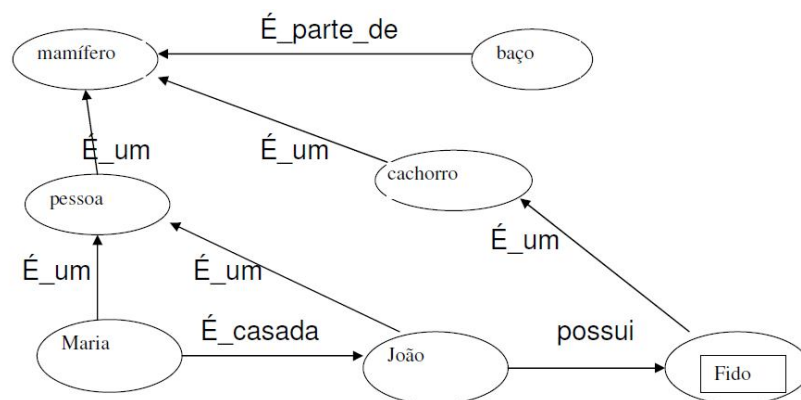 É_parte_de
mamífero
baço
É_um
É_um
cachorro
pessoa
É_um
É_um
É_um
É_casada
possui
Maria
João
Fido